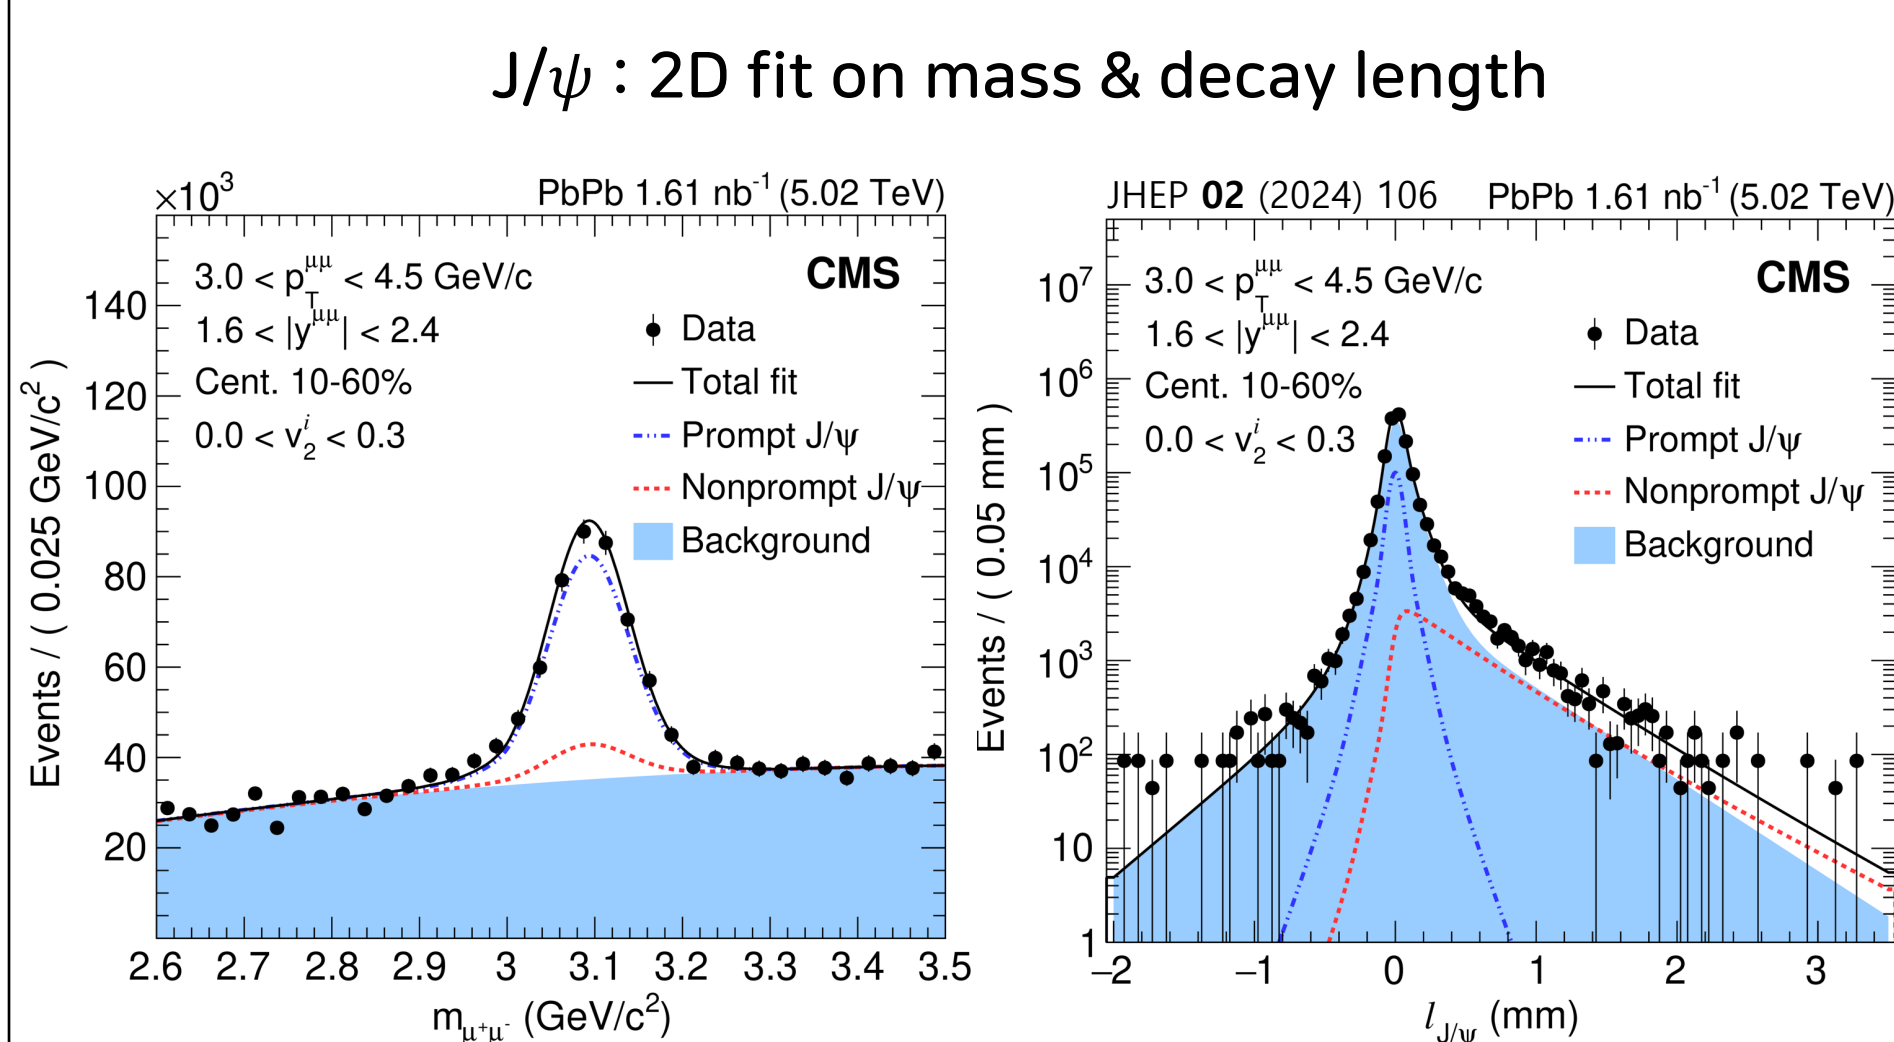 J/ψ : 2D fit on mass & decay length
×10³
PbPb 1.61 nb⁻¹ (5.02 TeV)
3.0 < p_T^μμ < 4.5 GeV/c
CMS
1.6 < |y^μμ| < 2.4
Cent. 10-60%
0.0 < v₂ⁱ < 0.3
Data
Total fit
Prompt J/ψ
Nonprompt J/ψ
Background
Events / ( 0.025 GeV/c² )
140
120
100
80
60
40
20
2.6 2.7 2.8 2.9 3 3.1 3.2 3.3 3.4 3.5
m_μ⁺μ⁻ (GeV/c²)
JHEP 02 (2024) 106 PbPb 1.61 nb⁻¹ (5.02 TeV)
3.0 < p_T^μμ < 4.5 GeV/c
CMS
1.6 < |y^μμ| < 2.4
Cent. 10-60%
0.0 < v₂ⁱ < 0.3
Data
Total fit
Prompt J/ψ
Nonprompt J/ψ
Background
Events / ( 0.05 mm )
10⁷
10⁶
10⁵
10⁴
10³
10²
10
1
−2 −1 0 1 2 3
l_J/ψ (mm)